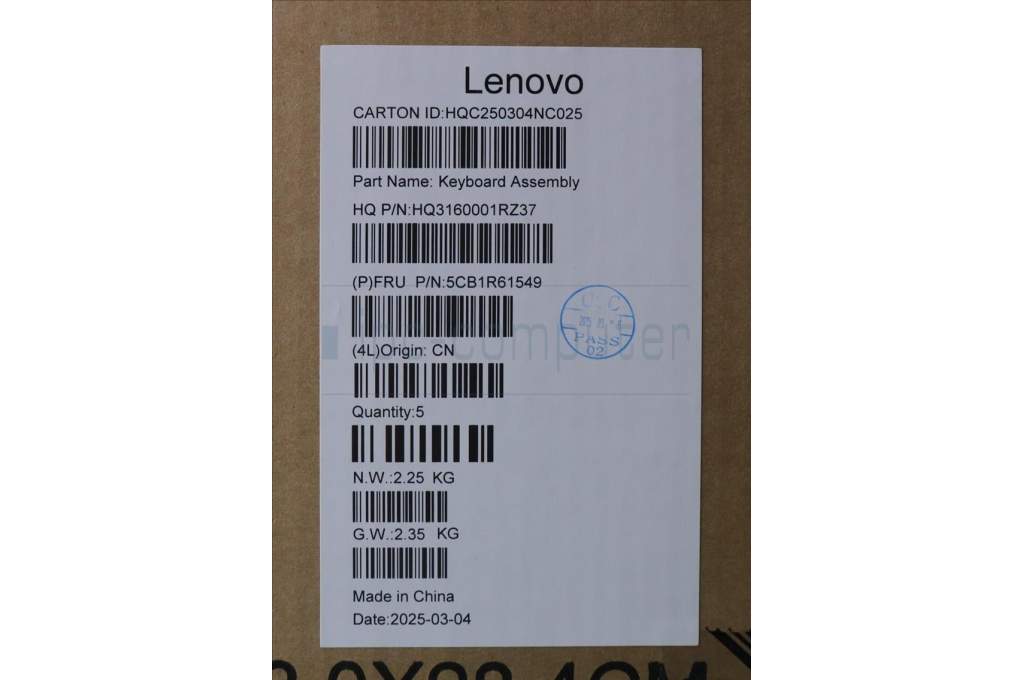 Lenovo
CARTON ID:HQC250304NC025
Part Name: Keyboard Assembly
HQ P/N:HQ3160001RZ37
(P)FRU P/N:5CB1R61549
(4L)Origin: CN
Quantity:5
N.W.:2.25 KG
G.W.:2.35 KG
Made in China
Date:2025-03-04
PASS
02